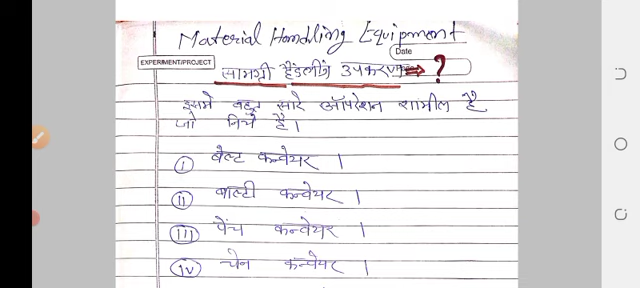 Material Handling Equipment
Date
EXPERIMENT/PROJECT
सामग्री हैंडलिंग उपकरण ⇒ ?
इसमे बहुत सारे ऑपरेशन शामील है
जो निचे है।
(i) बेल्ट कन्वेयर ।
(ii) बाल्टी कन्वेयर ।
(iii) पेंच कन्वेयर ।
(iv) चेन कन्वेयर ।